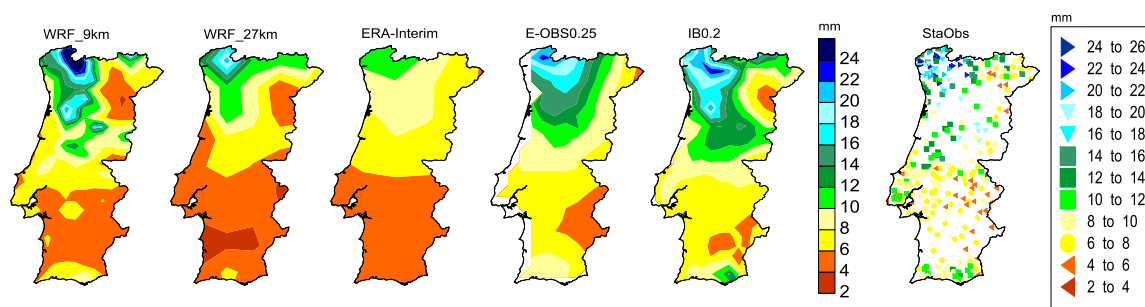 WRF_9km
WRF_27km
ERA-Interim
E-OBS0.25
IB0.2
StaObs
mm
24
22
20
18
16
14
12
10
8
6
4
2
mm
24 to 26
22 to 24
20 to 22
18 to 20
16 to 18
14 to 16
12 to 14
10 to 12
8 to 10
6 to 8
4 to 6
2 to 4